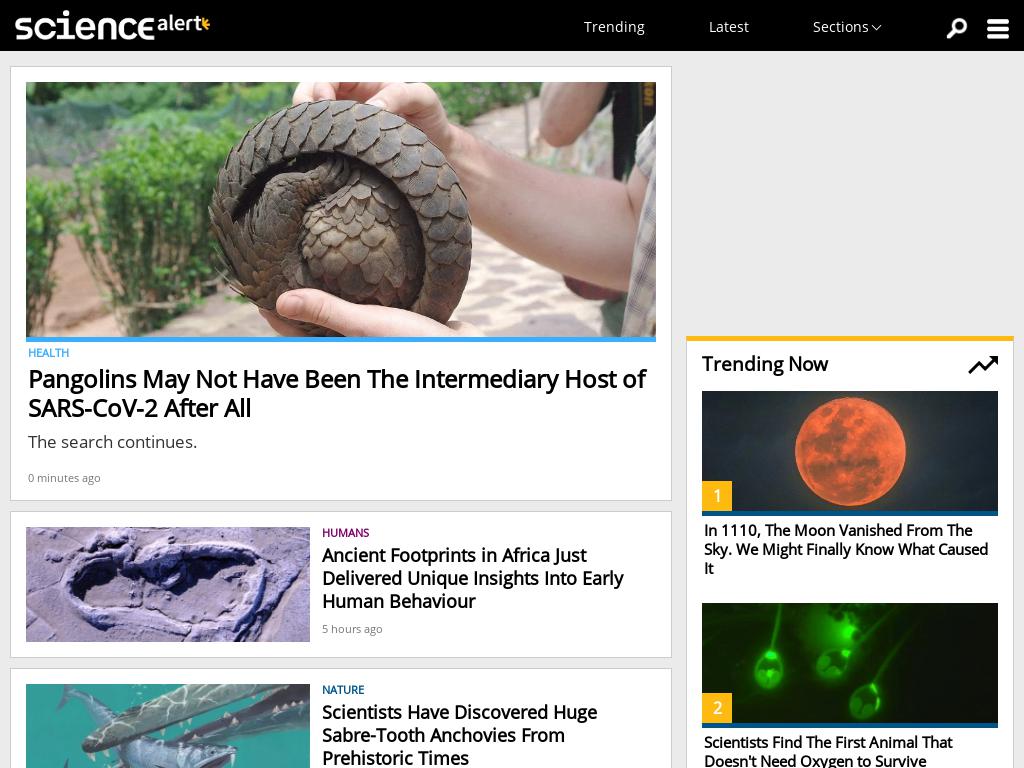 science alert
Trending
Latest
Sections
HEALTH
Pangolins May Not Have Been The Intermediary Host of
SARS-CoV-2 After All
The search continues.
0 minutes ago
HUMANS
Ancient Footprints in Africa Just
Delivered Unique Insights Into Early
Human Behaviour
5 hours ago
NATURE
Scientists Have Discovered Huge
Sabre-Tooth Anchovies From
Prehistoric Times
Trending Now
1
In 1110, The Moon Vanished From The
Sky. We Might Finally Know What Caused
It
2
Scientists Find The First Animal That
Doesn't Need Oxygen to Survive